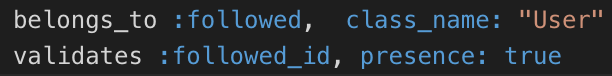 belongs_to :followed,  class_name: "User"
validates :followed_id, presence: true